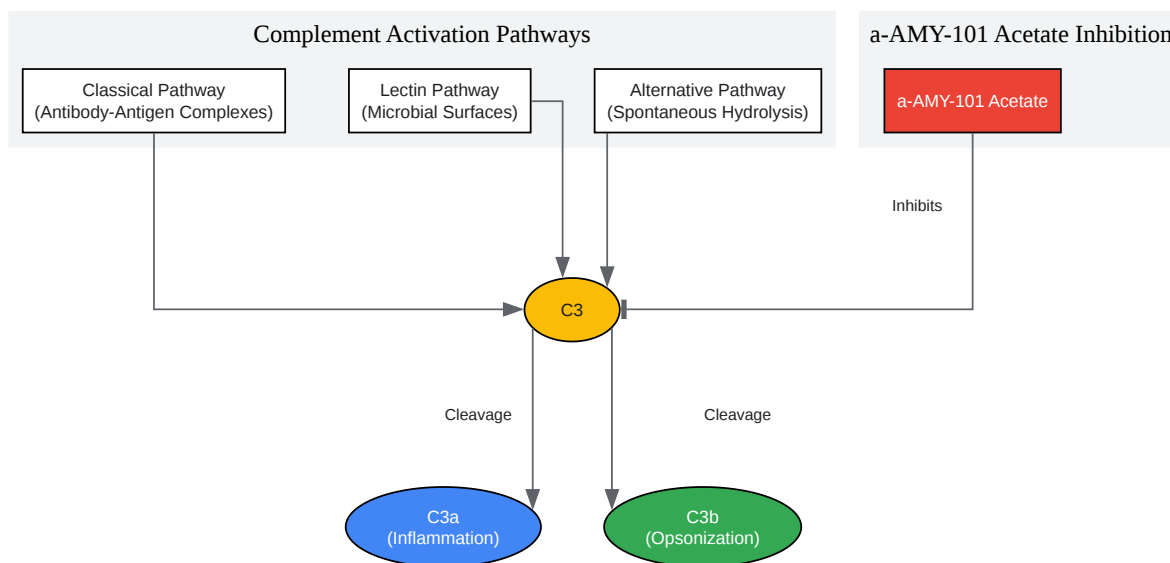 Complement Activation Pathways
a-AMY-101 Acetate Inhibition
Classical Pathway
(Antibody-Antigen Complexes)
Lectin Pathway
(Microbial Surfaces)
Alternative Pathway
(Spontaneous Hydrolysis)
a-AMY-101 Acetate
Inhibits
C3
Cleavage
Cleavage
C3a
(Inflammation)
C3b
(Opsonization)